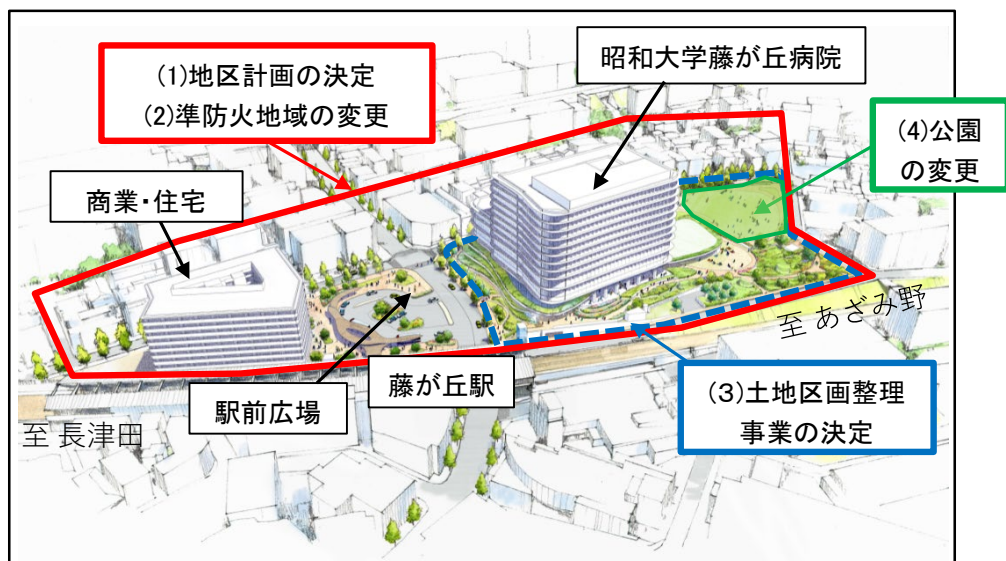 (1)地区計画の決定
(2)準防火地域の変更
昭和大学藤が丘病院
(4)公園
の変更
商業・住宅
至 あざみ野
駅前広場
藤が丘駅
(3)土地区画整理
事業の決定
至 長津田